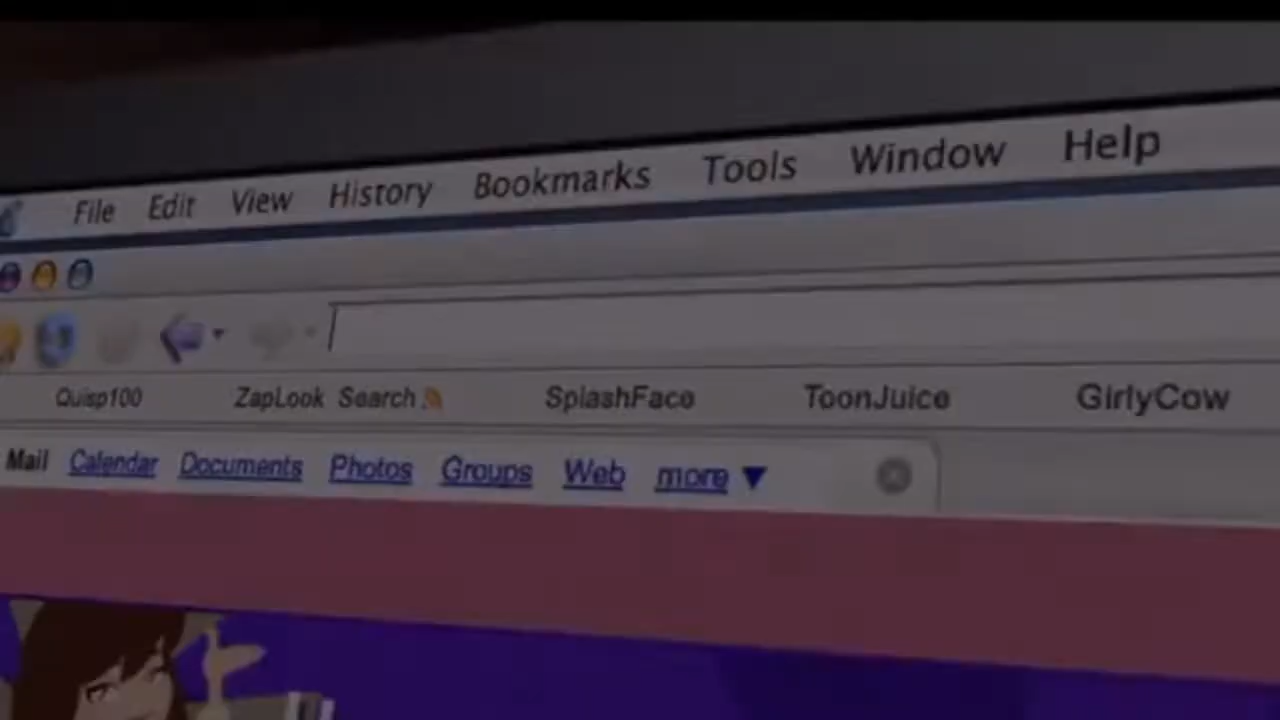 File Edit View History Bookmarks Tools Window Help
Quisp100 ZapLook Search SplashFace ToonJuice GirlyCow
Mail Calendar Documents Photos Groups Web more